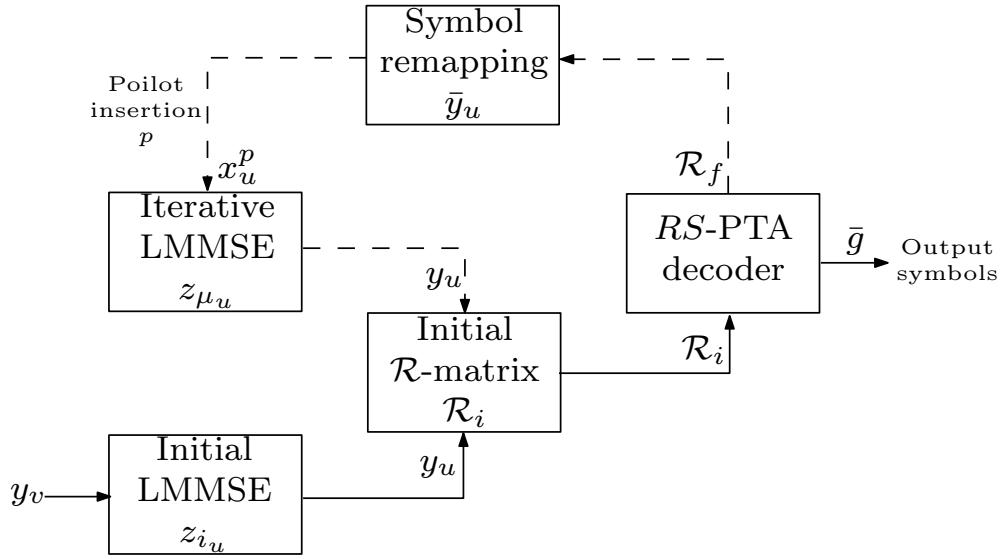 Symbol
remapping
ȳ_u
Poilot
insertion
p
x_u^p
Iterative
LMMSE
z_{μ_u}
y_u
Initial
ℛ-matrix
ℛ_i
ℛ_f
RS-PTA
decoder
ḡ
Output
symbols
ℛ_i
y_v
Initial
LMMSE
z_{i_u}
y_u